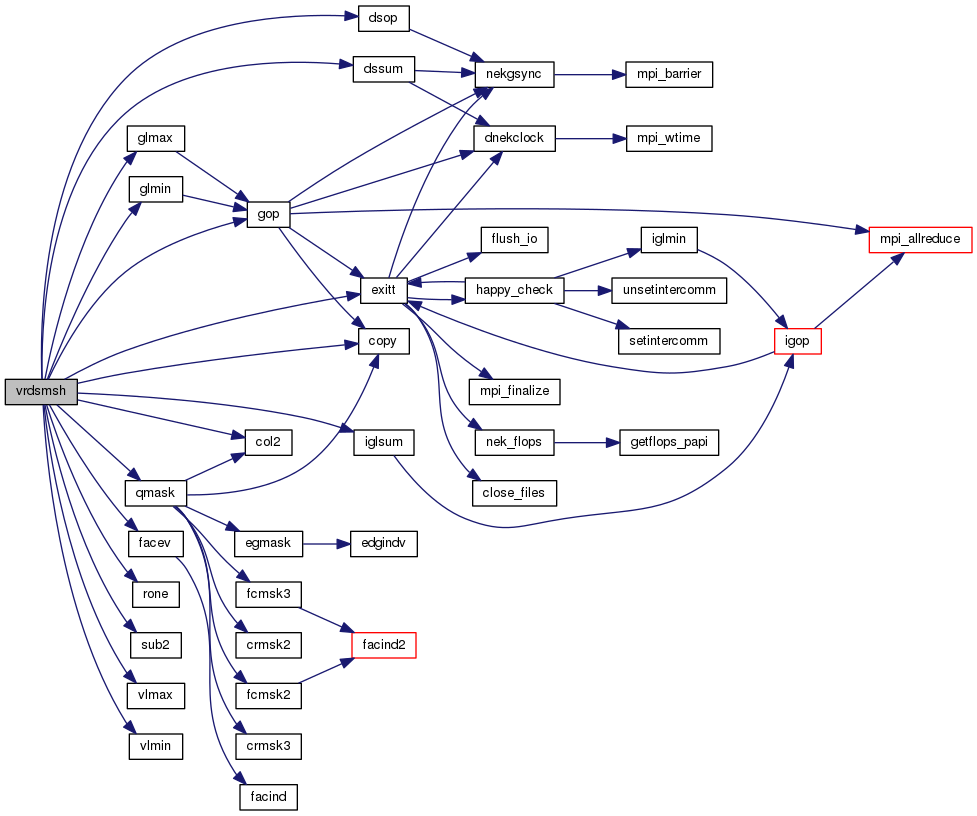 dsop
dssum
nekgsync
mpi_barrier
glmax
dnekclock
mpi_wtime
glmin
gop
flush_io
iglmin
mpi_allreduce
exitt
happy_check
unsetintercomm
copy
setintercomm
igop
vrdsmsh
mpi_finalize
col2
iglsum
nek_flops
getflops_papi
qmask
close_files
facev
egmask
edgindv
rone
fcmsk3
sub2
crmsk2
facind2
vlmax
fcmsk2
vlmin
crmsk3
facind